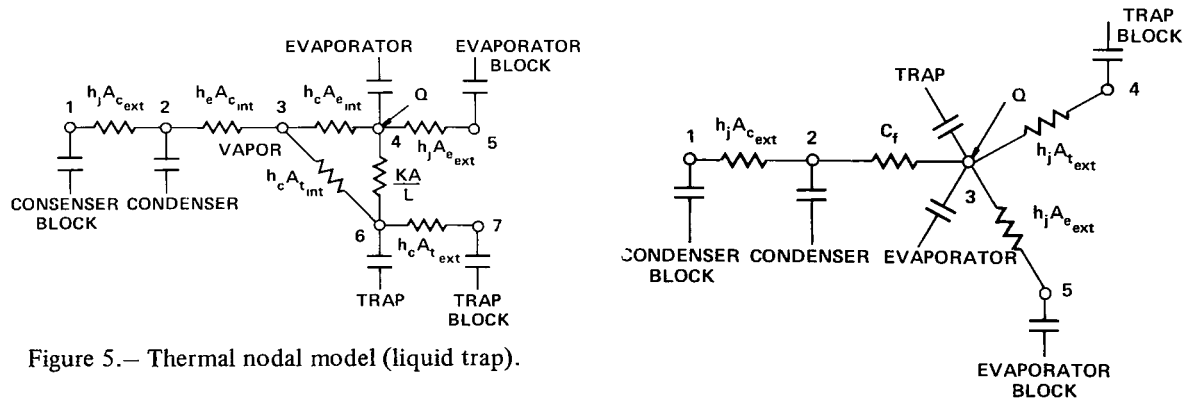 EVAPORATOR
EVAPORATOR
BLOCK
h_jA_c_ext
h_eA_c_int
h_cA_e_int
Q
1
2
3
4
5
VAPOR
h_jA_e_ext
h_cA_t_int
KA
L
CONSENSER
BLOCK
CONDENSER
6
7
h_cA_t_ext
TRAP
TRAP
BLOCK
Figure 5.— Thermal nodal model (liquid trap).
TRAP
BLOCK
TRAP
Q
4
1
h_jA_c_ext
2
C_f
h_jA_t_ext
3
h_jA_e_ext
CONDENSER
BLOCK
CONDENSER
EVAPORATOR
5
EVAPORATOR
BLOCK